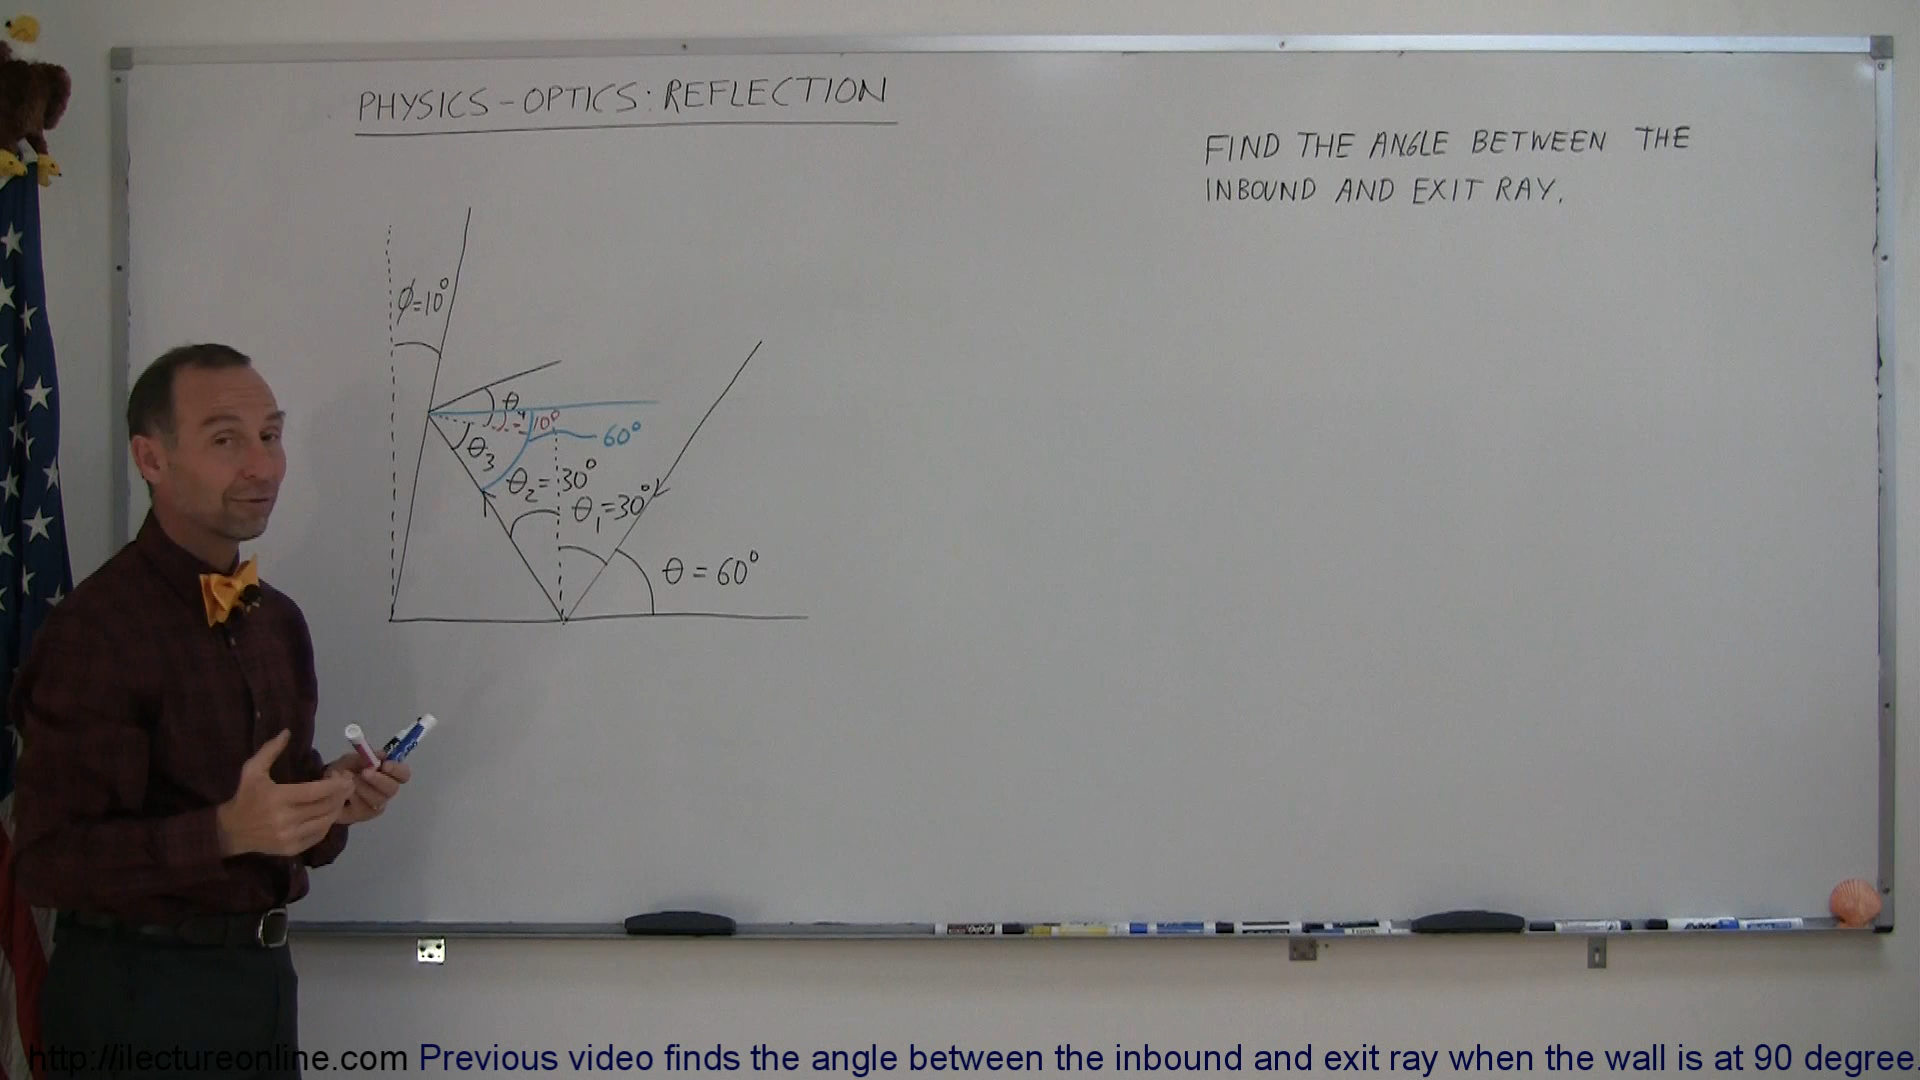 PHYSICS - OPTICS: REFLECTION
FIND THE ANGLE BETWEEN THE
INBOUND AND EXIT RAY.
ϕ=10°
θ4
10°
60°
θ3
θ2=30°
θ1=30°
θ=60°
http://ilectureonline.com Previous video finds the angle between the inbound and exit ray when the wall is at 90 degree.